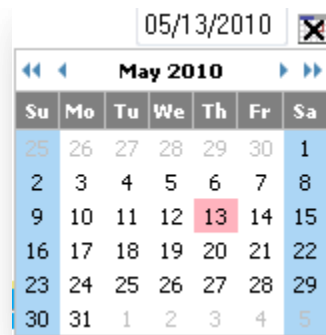 05/13/2010
May 2010
Su Mo Tu We Th Fr Sa
25 26 27 28 29 30 1
2 3 4 5 6 7 8
9 10 11 12 13 14 15
16 17 18 19 20 21 22
23 24 25 26 27 28 29
30 31 1 2 3 4 5